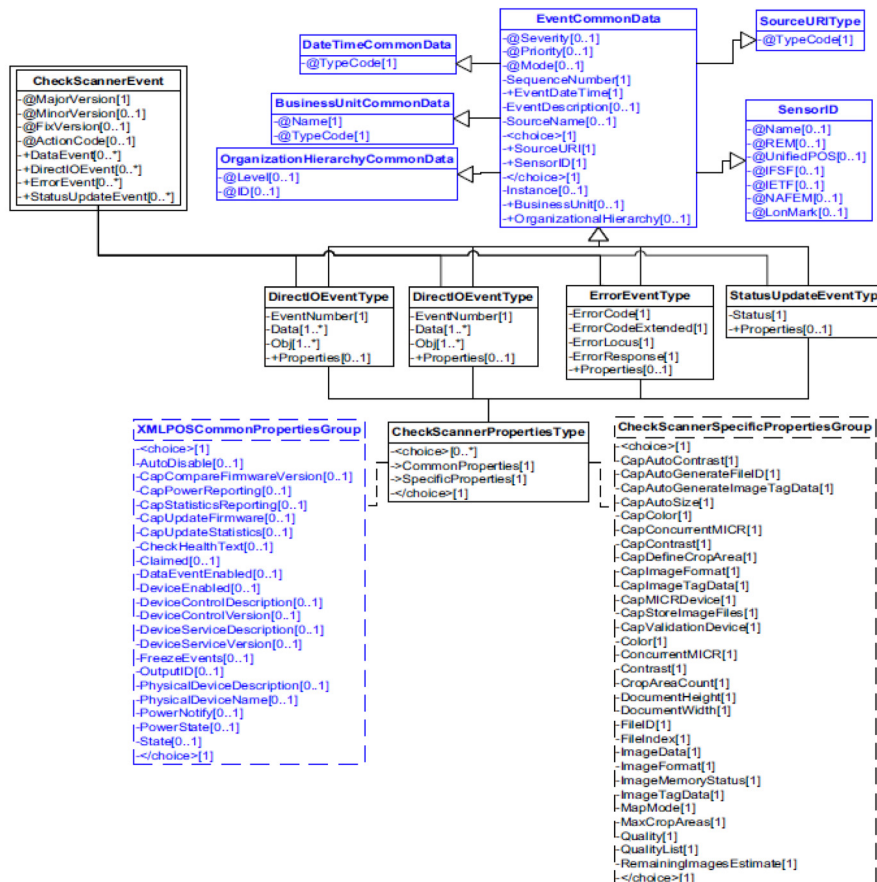 EventCommonData
-@Severity[0..1]
-@Priority[0..1]
-@Mode[0..1]
-SequenceNumber[1]
-+EventDateTime[1]
-EventDescription[0..1]
-SourceName[0..1]
-<choice>[1]
-+SourceURI[1]
-+SensorID[1]
-</choice>[1]
-Instance[0..1]
-+BusinessUnit[0..1]
-+OrganizationalHierarchy[0..1]
SourceURIType
-@TypeCode[1]
DateTimeCommonData
-@TypeCode[1]
CheckScannerEvent
-@MajorVersion[1]
-@MinorVersion[0..1]
-@FixVersion[0..1]
-@ActionCode[0..1]
-+DataEvent[0..*]
-+DirectIOEvent[0..*]
-+ErrorEvent[0..*]
-+StatusUpdateEvent[0..*]
BusinessUnitCommonData
-@Name[1]
-@TypeCode[1]
OrganizationHierarchyCommonData
-@Level[0..1]
-@ID[0..1]
SensorID
-@Name[0..1]
-@REM[0..1]
-@UnifiedPOS[0..1]
-@IFSF[0..1]
-@IETF[0..1]
-@NAFEM[0..1]
-@LonMark[0..1]
DirectIOEventType
-EventNumber[1]
-Data[1..*]
-Obj[1..*]
-+Properties[0..1]
DirectIOEventType
-EventNumber[1]
-Data[1..*]
-Obj[1..*]
-+Properties[0..1]
ErrorEventType
-ErrorCode[1]
-ErrorCodeExtended[1]
-ErrorLocus[1]
-ErrorResponse[1]
-+Properties[0..1]
StatusUpdateEventTyp
-Status[1]
-+Properties[0..1]
XMLPOSCommonPropertiesGroup
-<choice>[1]
-AutoDisable[0..1]
-CapCompareFirmwareVersion[0..1]
-CapPowerReporting[0..1]
-CapStatisticsReporting[0..1]
-CapUpdateFirmware[0..1]
-CapUpdateStatistics[0..1]
-CheckHealthText[0..1]
-Claimed[0..1]
-DataEventEnabled[0..1]
-DeviceEnabled[0..1]
-DeviceControlDescription[0..1]
-DeviceControlVersion[0..1]
-DeviceServiceDescription[0..1]
-DeviceServiceVersion[0..1]
-FreezeEvents[0..1]
-OutputID[0..1]
-PhysicalDeviceDescription[0..1]
-PhysicalDeviceName[0..1]
-PowerNotify[0..1]
-PowerState[0..1]
-State[0..1]
-</choice>[1]
CheckScannerPropertiesType
-<choice>[0..*]
->CommonProperties[1]
->SpecificProperties[1]
-</choice>[1]
CheckScannerSpecificPropertiesGroup
-<choice>[1]
-CapAutoContrast[1]
-CapAutoGenerateFileID[1]
-CapAutoGenerateImageTagData[1]
-CapAutoSize[1]
-CapColor[1]
-CapConcurrentMICR[1]
-CapContrast[1]
-CapDefineCropArea[1]
-CapImageFormat[1]
-CapImageTagData[1]
-CapMICRDevice[1]
-CapStoreImageFiles[1]
-CapValidationDevice[1]
-Color[1]
-ConcurrentMICR[1]
-Contrast[1]
-CropAreaCount[1]
-DocumentHeight[1]
-DocumentWidth[1]
-FileID[1]
-FileIndex[1]
-ImageData[1]
-ImageFormat[1]
-ImageMemoryStatus[1]
-ImageTagData[1]
-MapMode[1]
-MaxCropAreas[1]
-Quality[1]
-QualityList[1]
-RemainingImagesEstimate[1]
-</choice>[1]